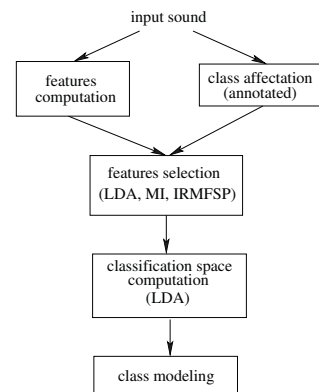 input sound
features
computation
class affectation
(annotated)
features selection
(LDA, MI, IRMFSP)
classification space
computation
(LDA)
class modeling